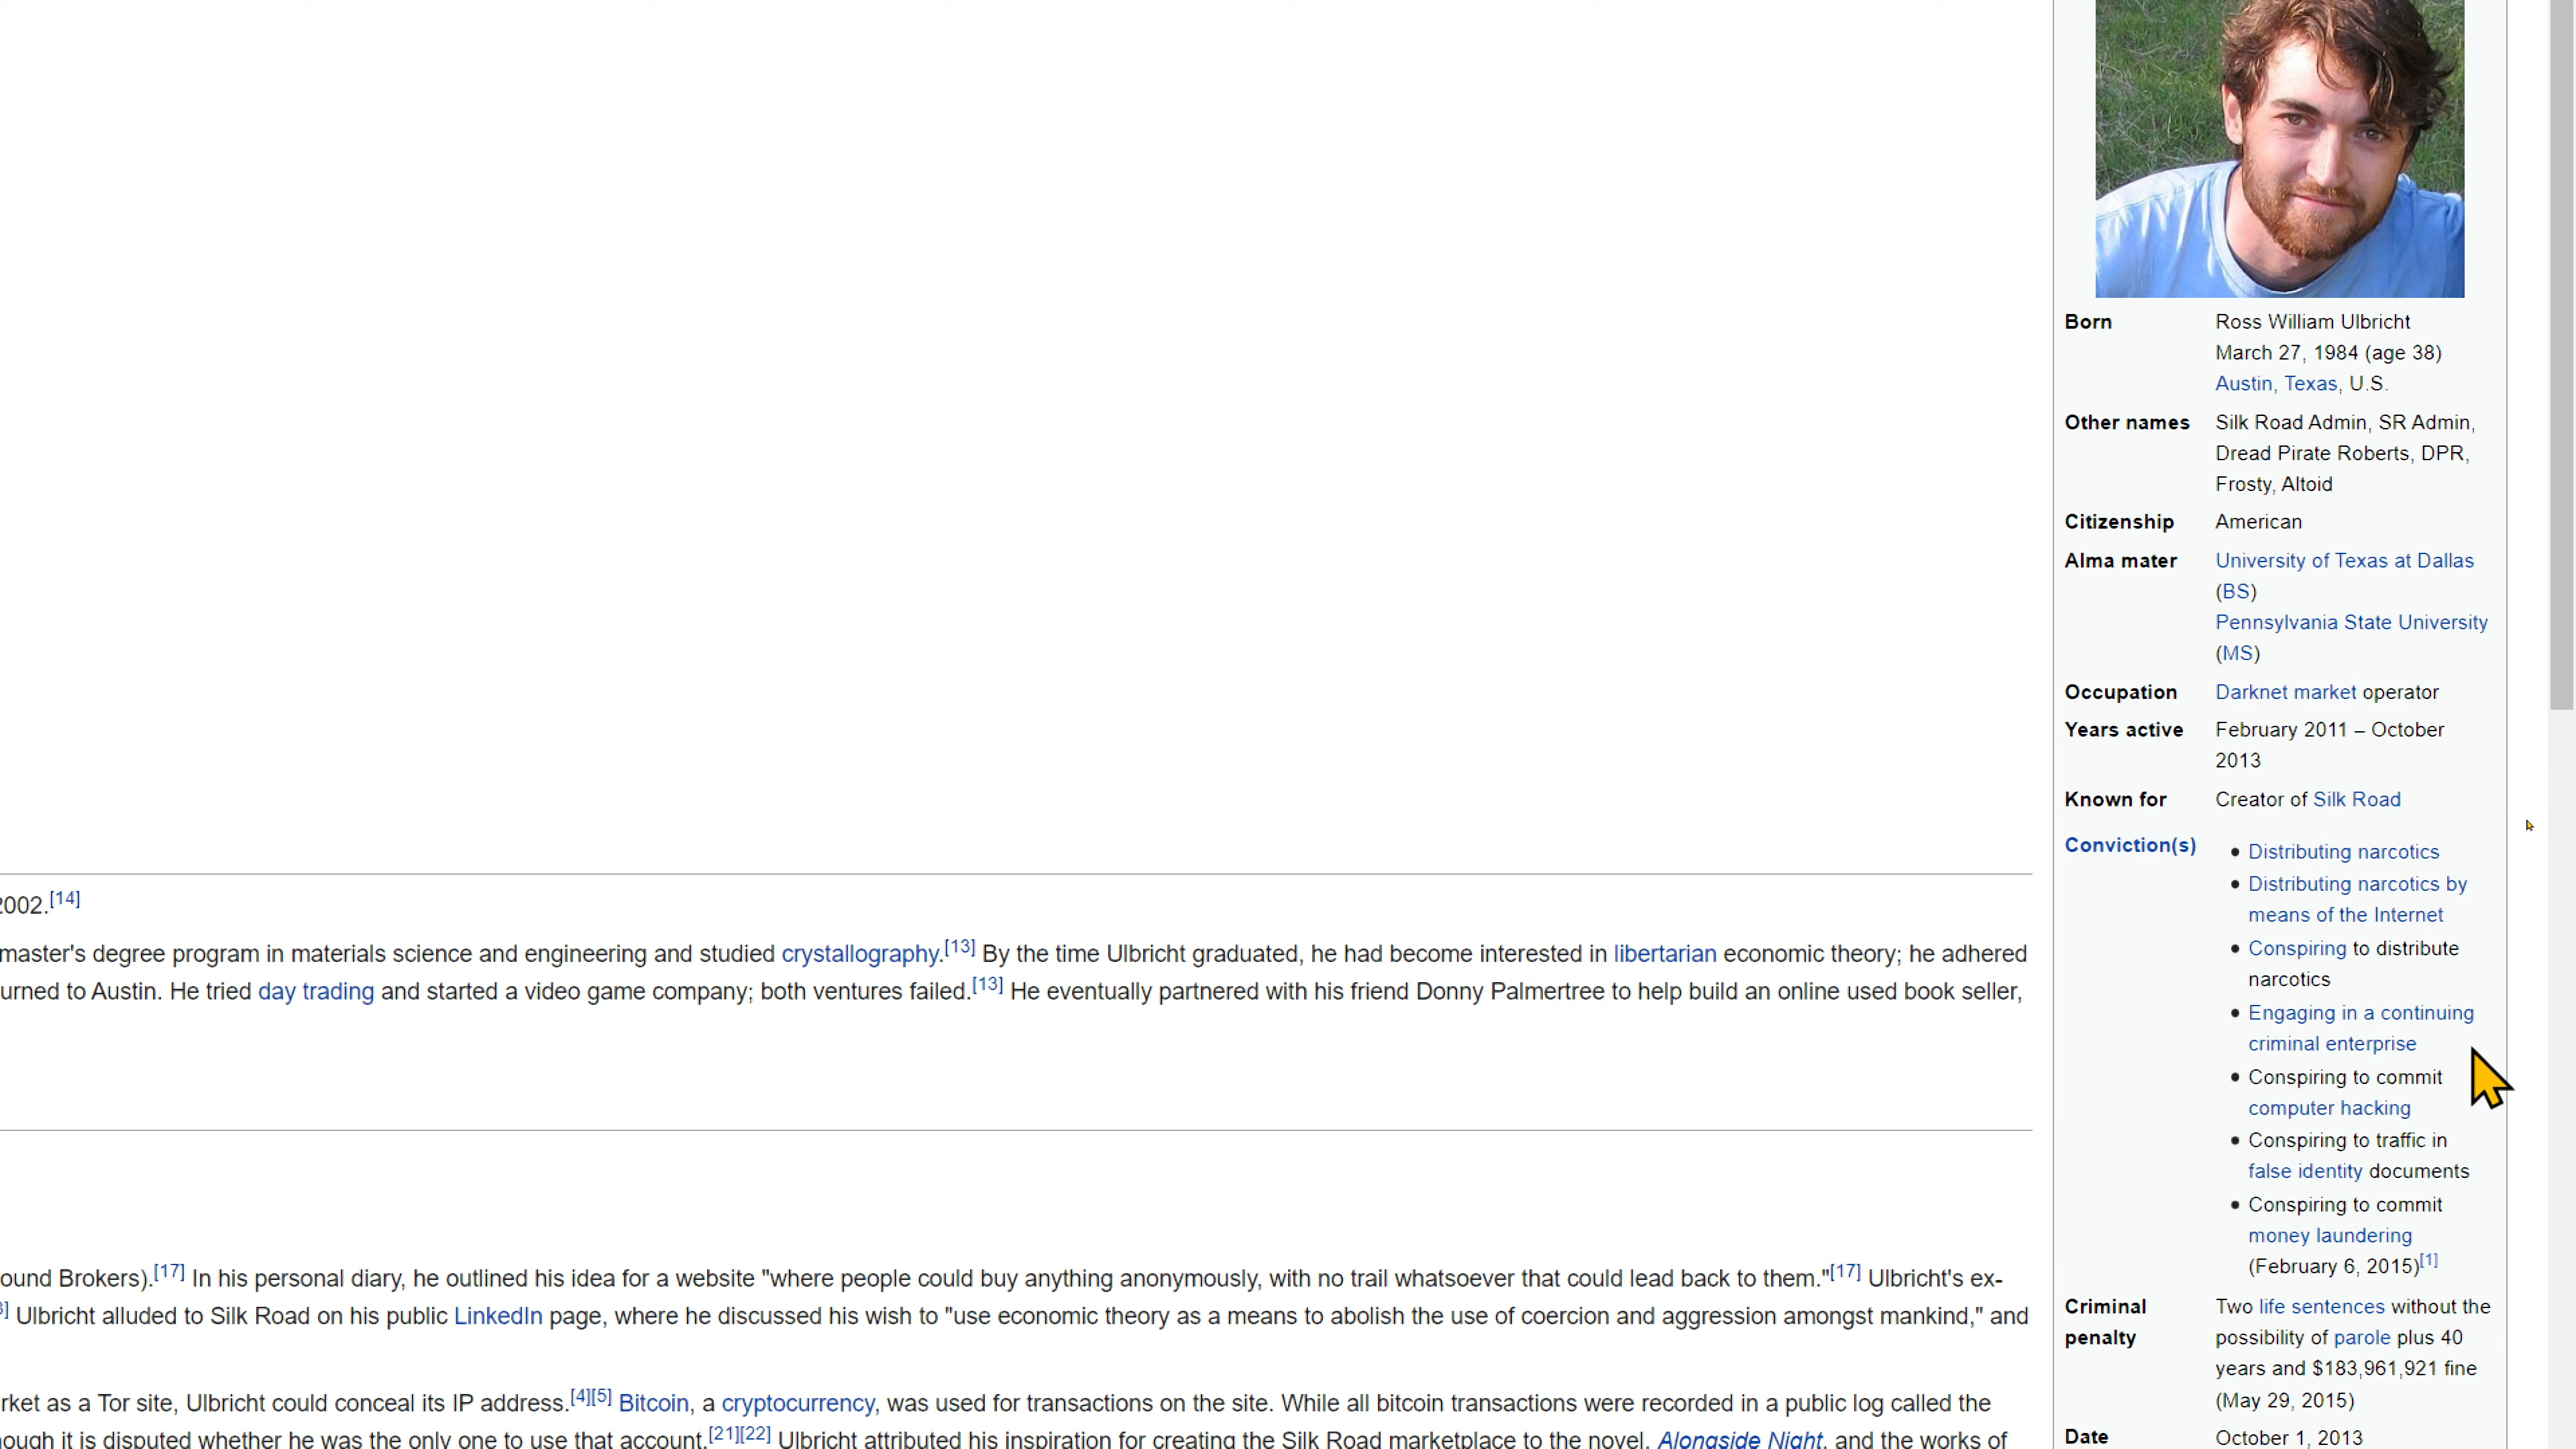 2002.[14]
master's degree program in materials science and engineering and studied crystallography.[13] By the time Ulbricht graduated, he had become interested in libertarian economic theory; he adhered
urned to Austin. He tried day trading and started a video game company; both ventures failed.[13] He eventually partnered with his friend Donny Palmertree to help build an online used book seller,
ound Brokers).[17] In his personal diary, he outlined his idea for a website "where people could buy anything anonymously, with no trail whatsoever that could lead back to them."[17] Ulbricht's ex-
] Ulbricht alluded to Silk Road on his public LinkedIn page, where he discussed his wish to "use economic theory as a means to abolish the use of coercion and aggression amongst mankind," and
rket as a Tor site, Ulbricht could conceal its IP address.[4][5] Bitcoin, a cryptocurrency, was used for transactions on the site. While all bitcoin transactions were recorded in a public log called the
ough it is disputed whether he was the only one to use that account.[21][22] Ulbricht attributed his inspiration for creating the Silk Road marketplace to the novel, Alongside Night, and the works of
Born Ross William Ulbricht
March 27, 1984 (age 38)
Austin, Texas, U.S.
Other names Silk Road Admin, SR Admin,
Dread Pirate Roberts, DPR,
Frosty, Altoid
Citizenship American
Alma mater University of Texas at Dallas
(BS)
Pennsylvania State University
(MS)
Occupation Darknet market operator
Years active February 2011 – October
2013
Known for Creator of Silk Road
Conviction(s) • Distributing narcotics
• Distributing narcotics by
means of the Internet
• Conspiring to distribute
narcotics
• Engaging in a continuing
criminal enterprise
• Conspiring to commit
computer hacking
• Conspiring to traffic in
false identity documents
• Conspiring to commit
money laundering
(February 6, 2015)[1]
Criminal Two life sentences without the
penalty possibility of parole plus 40
years and $183,961,921 fine
(May 29, 2015)
Date October 1, 2013